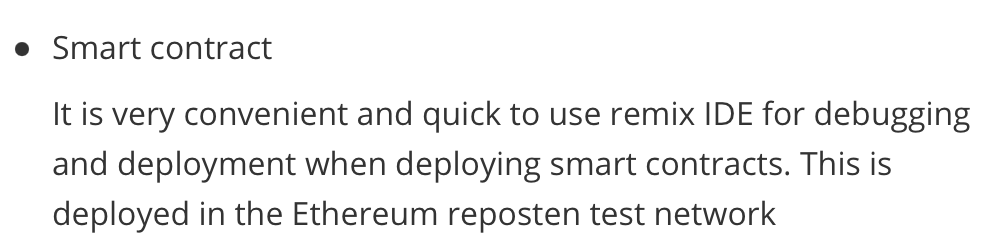 • Smart contract
It is very convenient and quick to use remix IDE for debugging
and deployment when deploying smart contracts. This is
deployed in the Ethereum reposten test network